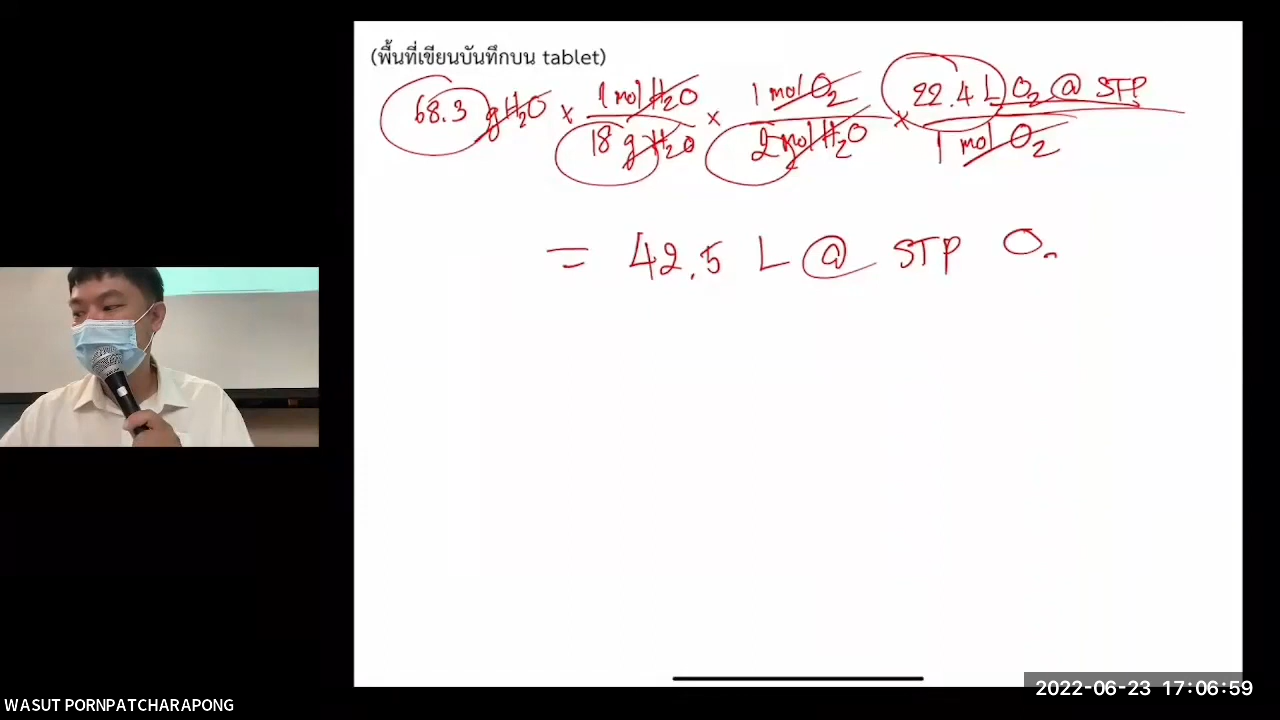 (พื้นที่เขียนบันทึกบน tablet)
68.3 g H₂O × 1 mol H₂O / 18 g H₂O × 1 mol O₂ / 2 mol H₂O × 22.4 L O₂ @ STP / 1 mol O₂
= 42.5 L @ STP O₂
WASUT PORNPATCHARAPONG
2022-06-23 17:06:59